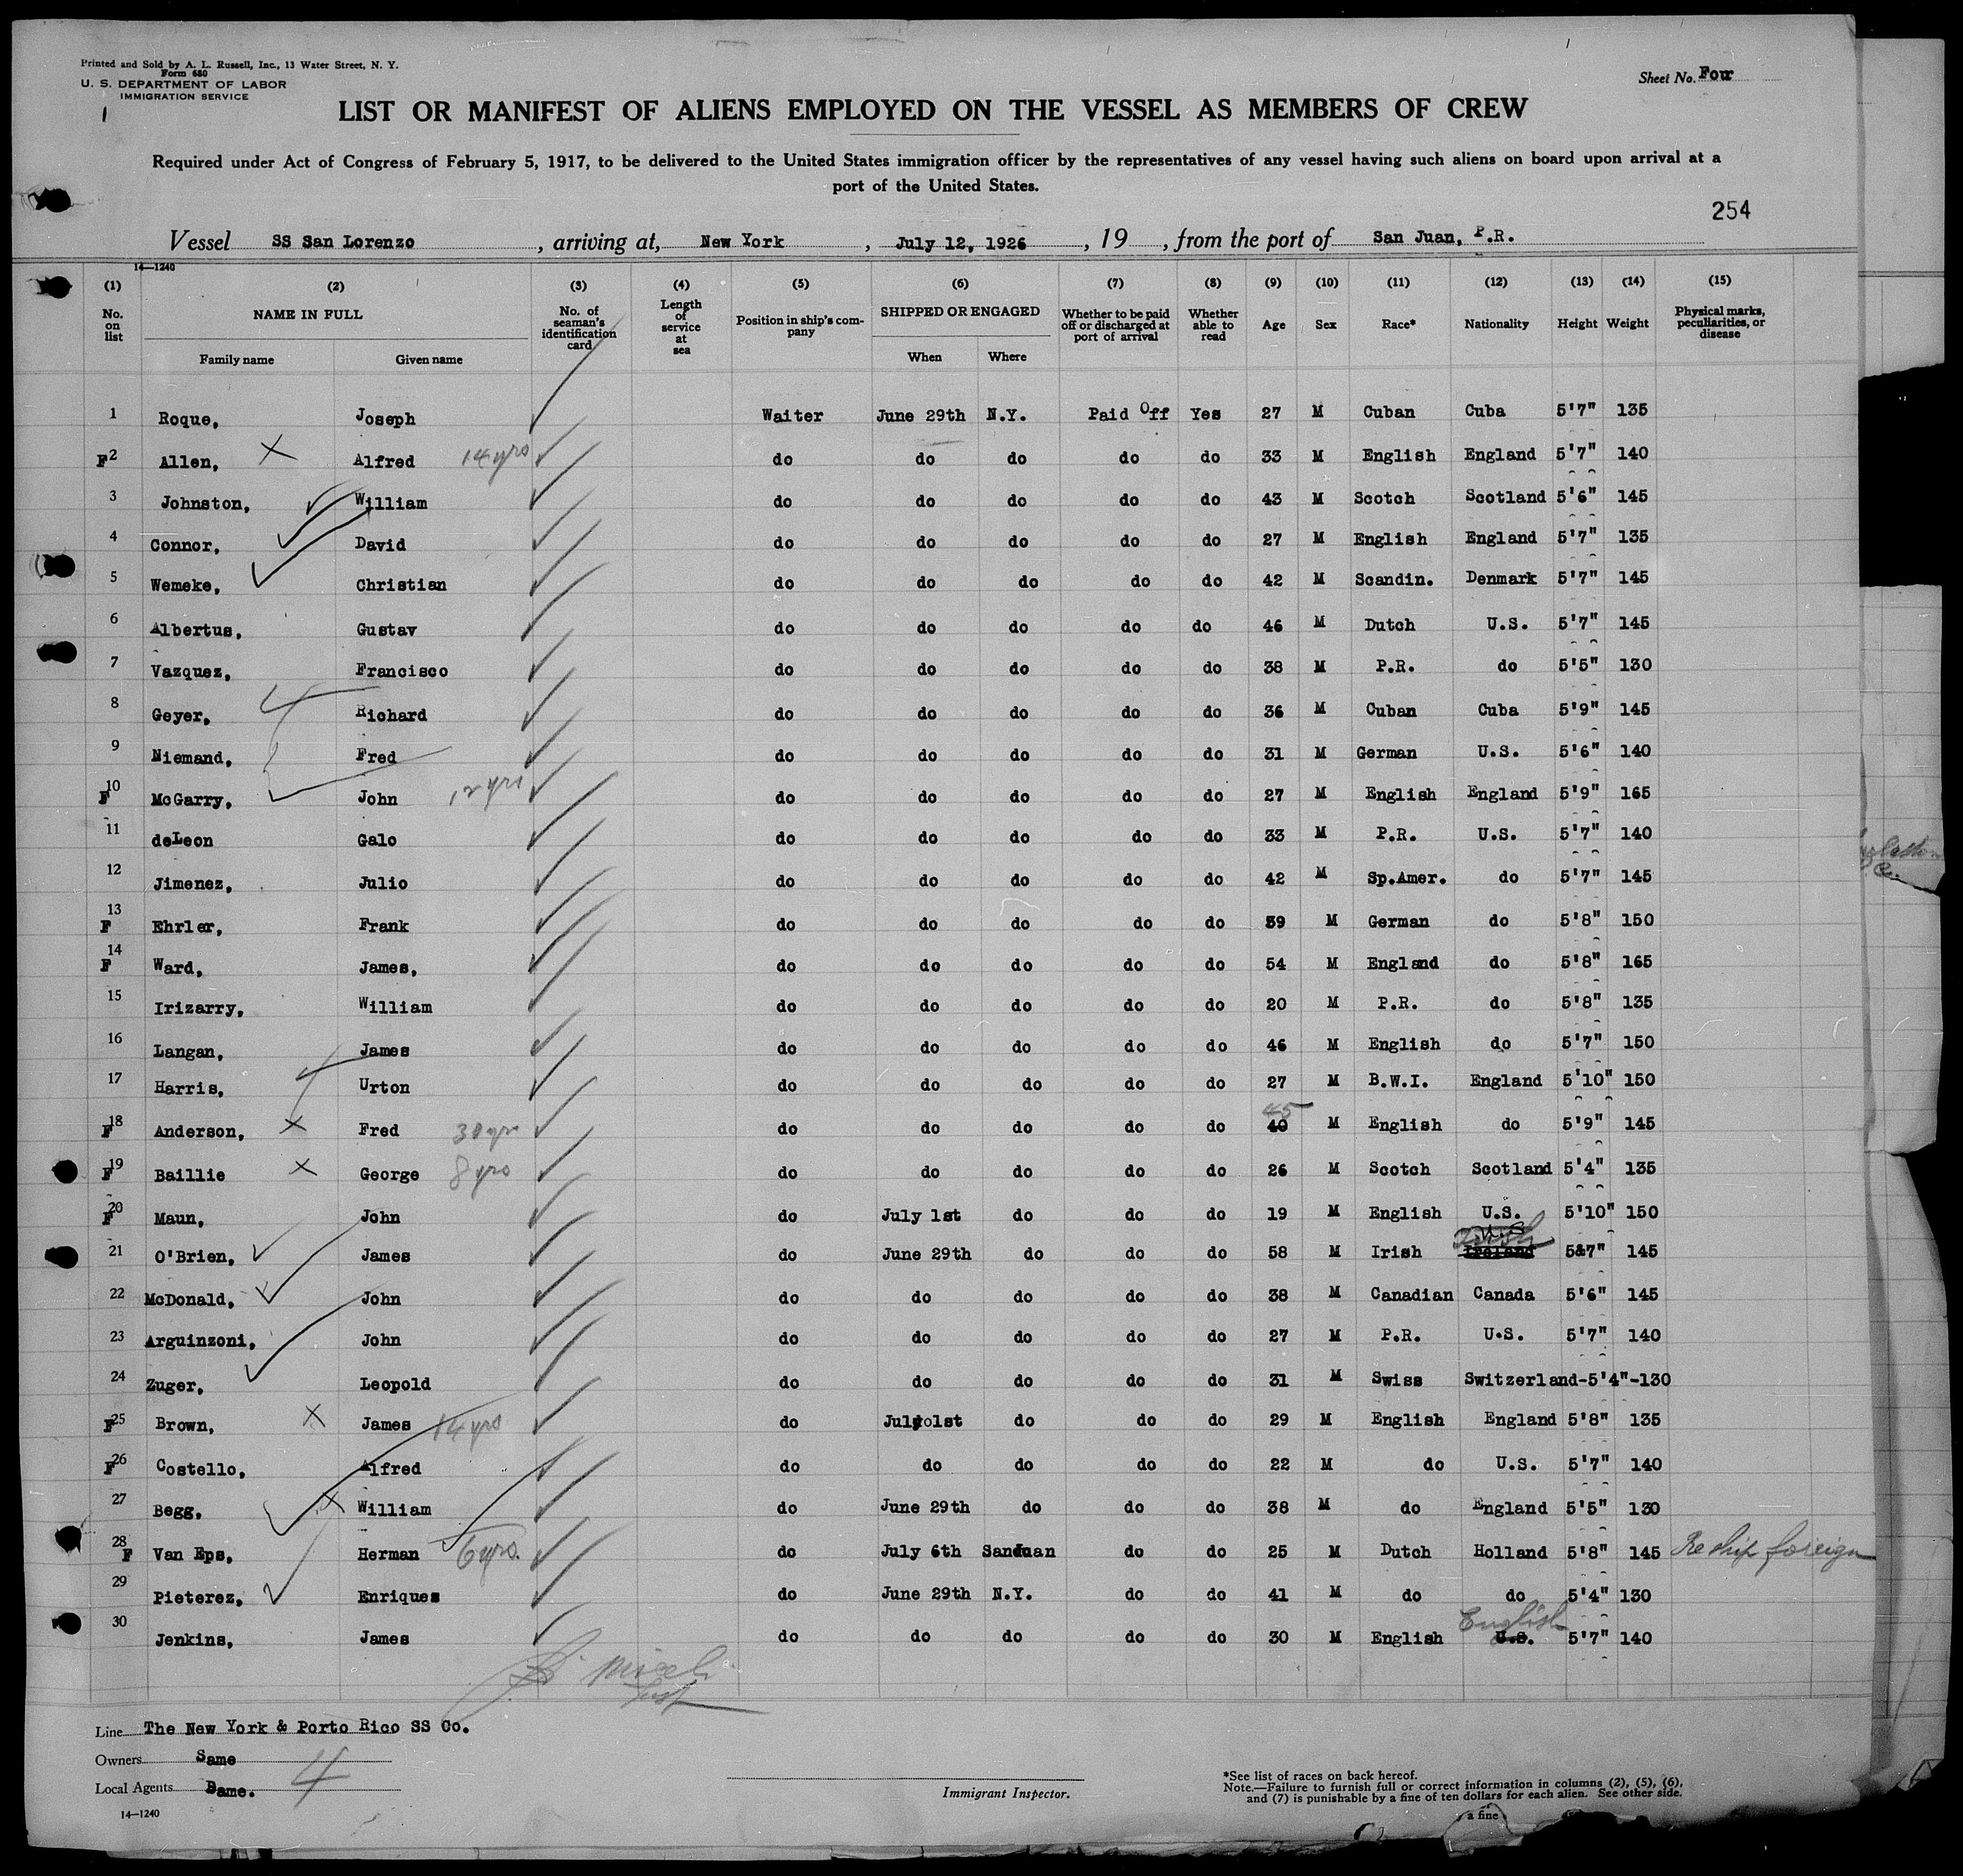 Printed and Sold by A. L. Russell, Inc., 13 Water Street, N. Y.
Form 680
U. S. DEPARTMENT OF LABOR
IMMIGRATION SERVICE
Sheet No. Four
LIST OR MANIFEST OF ALIENS EMPLOYED ON THE VESSEL AS MEMBERS OF CREW
Required under Act of Congress of February 5, 1917, to be delivered to the United States immigration officer by the representatives of any vessel having such aliens on board upon arrival at a
port of the United States.
254
Vessel SS San Lorenzo, arriving at, New York, July 12, 1926, 19 , from the port of San Juan, P.R.
14—1240
(1) (2) (3) (4) (5) (6) (7) (8) (9) (10) (11) (12) (13) (14) (15)
No. on list NAME IN FULL Family name Given name No. of seaman's identification card Length of service at sea Position in ship's company SHIPPED OR ENGAGED When Where Whether to be paid off or discharged at port of arrival Whether able to read Age Sex Race* Nationality Height Weight Physical marks, peculiarities, or disease
1 Roque, Joseph Waiter June 29th N.Y. Paid Off Yes 27 M Cuban Cuba 5'7" 135
F 2 Allen, Alfred 14 yrs do do do do do 33 M English England 5'7" 140
3 Johnston, William do do do do do 43 M Scotch Scotland 5'6" 145
4 Connor, David do do do do do 27 M English England 5'7" 135
5 Wemeke, Christian do do do do do 42 M Scandin. Denmark 5'7" 145
6 Albertus, Gustav do do do do do 46 M Dutch U.S. 5'7" 145
7 Vazquez, Francisco do do do do do 38 M P.R. do 5'5" 130
8 Geyer, Richard do do do do do 36 M Cuban Cuba 5'9" 145
9 Niemand, Fred do do do do do 31 M German U.S. 5'6" 140
F 10 McGarry, John 12 yrs do do do do do 27 M English England 5'9" 165
11 deLeon Galo do do do do do 33 M P.R. U.S. 5'7" 140
12 Jimenez, Julio do do do do do 42 M Sp.Amer. do 5'7" 145
13 F Ehrler, Frank do do do do do 39 M German do 5'8" 150
14 F Ward, James, do do do do do 54 M England do 5'8" 165
15 Irizarry, William do do do do do 20 M P.R. do 5'8" 135
16 Langan, James do do do do do 46 M English do 5'7" 150
17 Harris, Urton do do do do do 27 M B.W.I. England 5'10" 150
F 18 Anderson, Fred 30 yrs do do do do do 40 45 M English do 5'9" 145
F 19 Baillie George 8 yrs do do do do do 26 M Scotch Scotland 5'4" 135
F 20 Maun, John do July 1st do do do 19 M English U.S. 5'10" 150
21 O'Brien, James do June 29th do do do 58 M Irish Ireland U.S. 5&7" 145
22 McDonald, John do do do do do 38 M Canadian Canada 5'6" 145
23 Arguinzoni, John do do do do do 27 M P.R. U.S. 5'7" 140
24 Zuger, Leopold do do do do do 31 M Swiss Switzerland-5'4"-130
F 25 Brown, James 14 yrs do July 1st do do do 29 M English England 5'8" 135
F 26 Costello, Alfred do do do do do 22 M do U.S. 5'7" 140
27 Begg, William do June 29th do do do 38 M do England 5'5" 130
28 F Van Eps, Herman 6 yrs. do July 6th SanJuan do do 25 M Dutch Holland 5'8" 145 Reship foreign
29 Pieterez, Enriques do June 29th N.Y. do do 41 M do do 5'4" 130
30 Jenkins, James do do do do do 30 M English U.S. English 5'7" 140
Line The New York & Porto Rico SS Co.
Owners Same
Local Agents Same.
4
14—1240
Immigrant Inspector.
*See list of races on back hereof.
Note.—Failure to furnish full or correct information in columns (2), (5), (6),
and (7) is punishable by a fine of ten dollars for each alien. See other side.
a fine